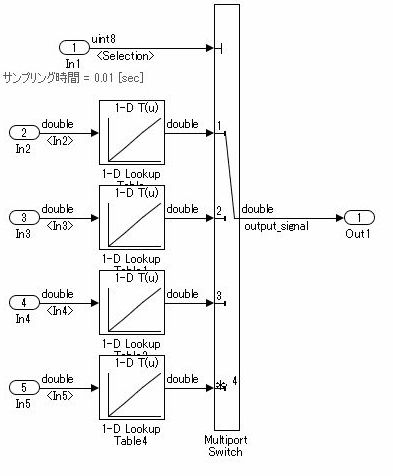 uint8
1
<Selection>
In1
サンプリング時間 = 0.01 [sec]
1-D T(u)
double
double
1
2
<In2>
In2
1-D Lookup
1-D T(u)
double
double
2
double
3
1
<In3>
output_signal
In3
Out1
1-D Lookup
1-D T(u)
double
double
3
4
<In4>
In4
1-D Lookup
1-D T(u)
double
double
* 4
5
<In5>
In5
1-D Lookup
Table4
Multiport
Switch